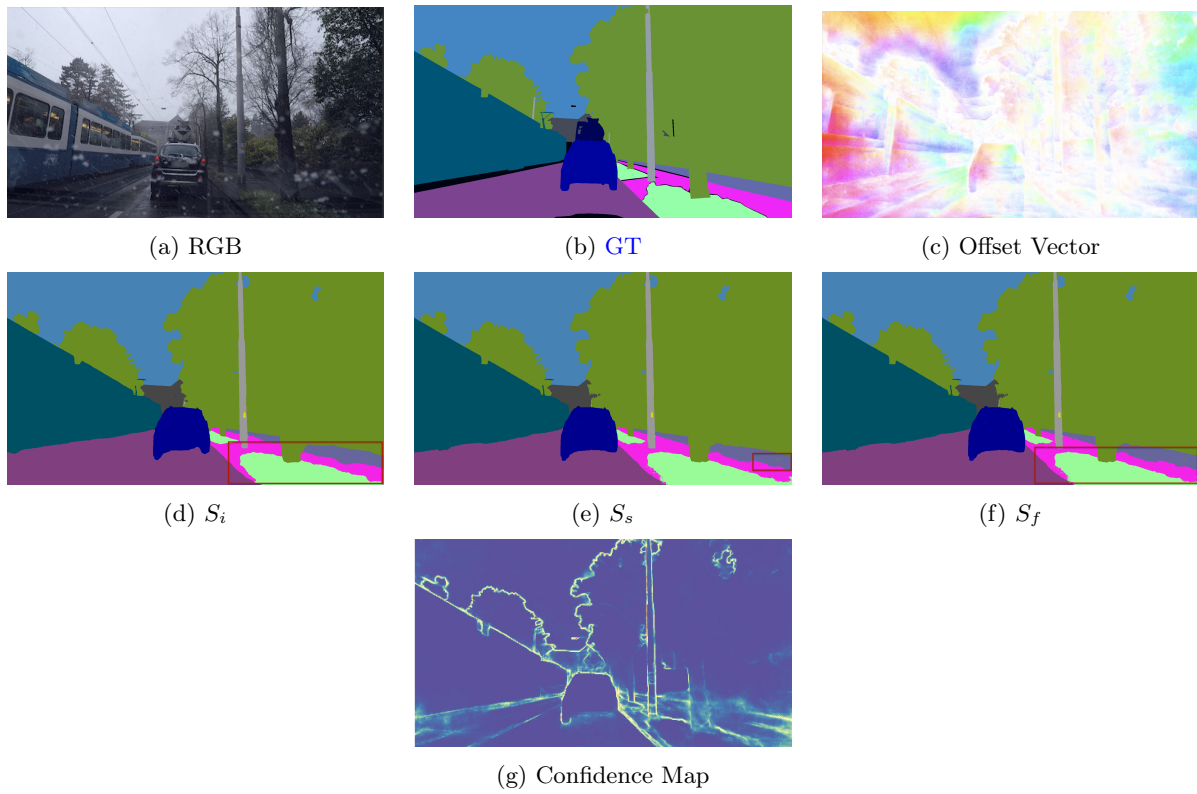 (a) RGB
(b) GT
(c) Offset Vector
(d) S_i
(e) S_s
(f) S_f
(g) Confidence Map